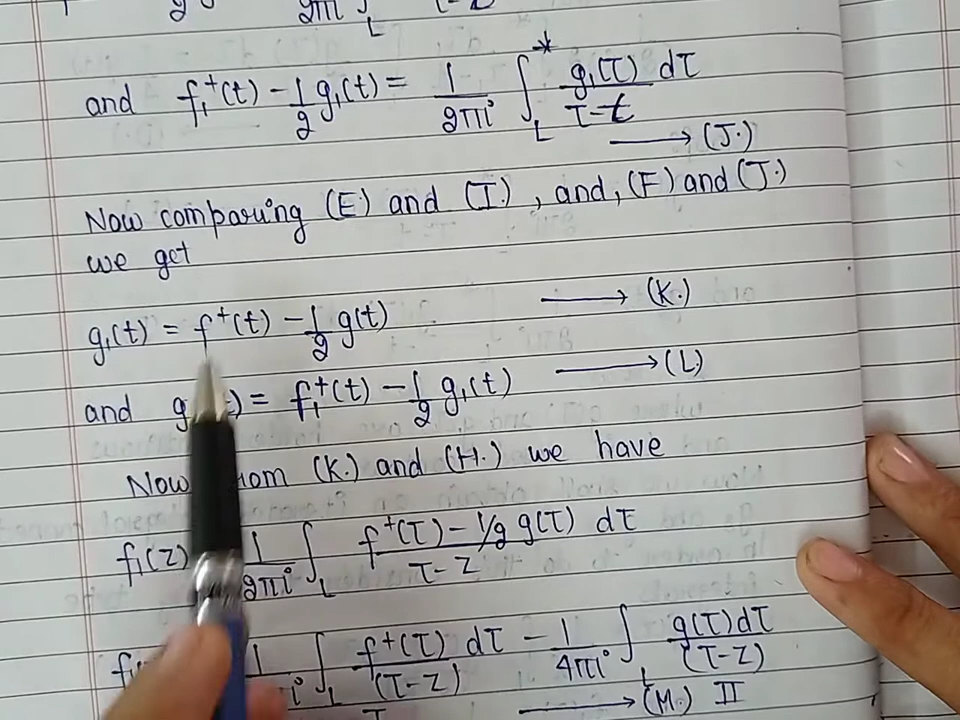 2πi L
and f₁⁺(t) − 1/2 g₁(t) = 1/2πi ∫_L^* g₁(τ) dτ / τ−t
⟶ (J.)
Now comparing (E.) and (I.) , and, (F) and (J.)
we get
g₁(t) = f⁺(t) − 1/2 g(t) ⟶ (K.)
and g = f₁⁺(t) − 1/2 g₁(t) ⟶ (L.)
Now (K.) and (H.) we have
f₁(z) 1/2πi ∫_L f⁺(τ) − 1/2 g(τ) dτ / τ−z
∫_L f⁺(τ) dτ / (τ−z) − 1/4πi ∫_L g(τ)dτ / (τ−z)
I ⟶ (M.) II